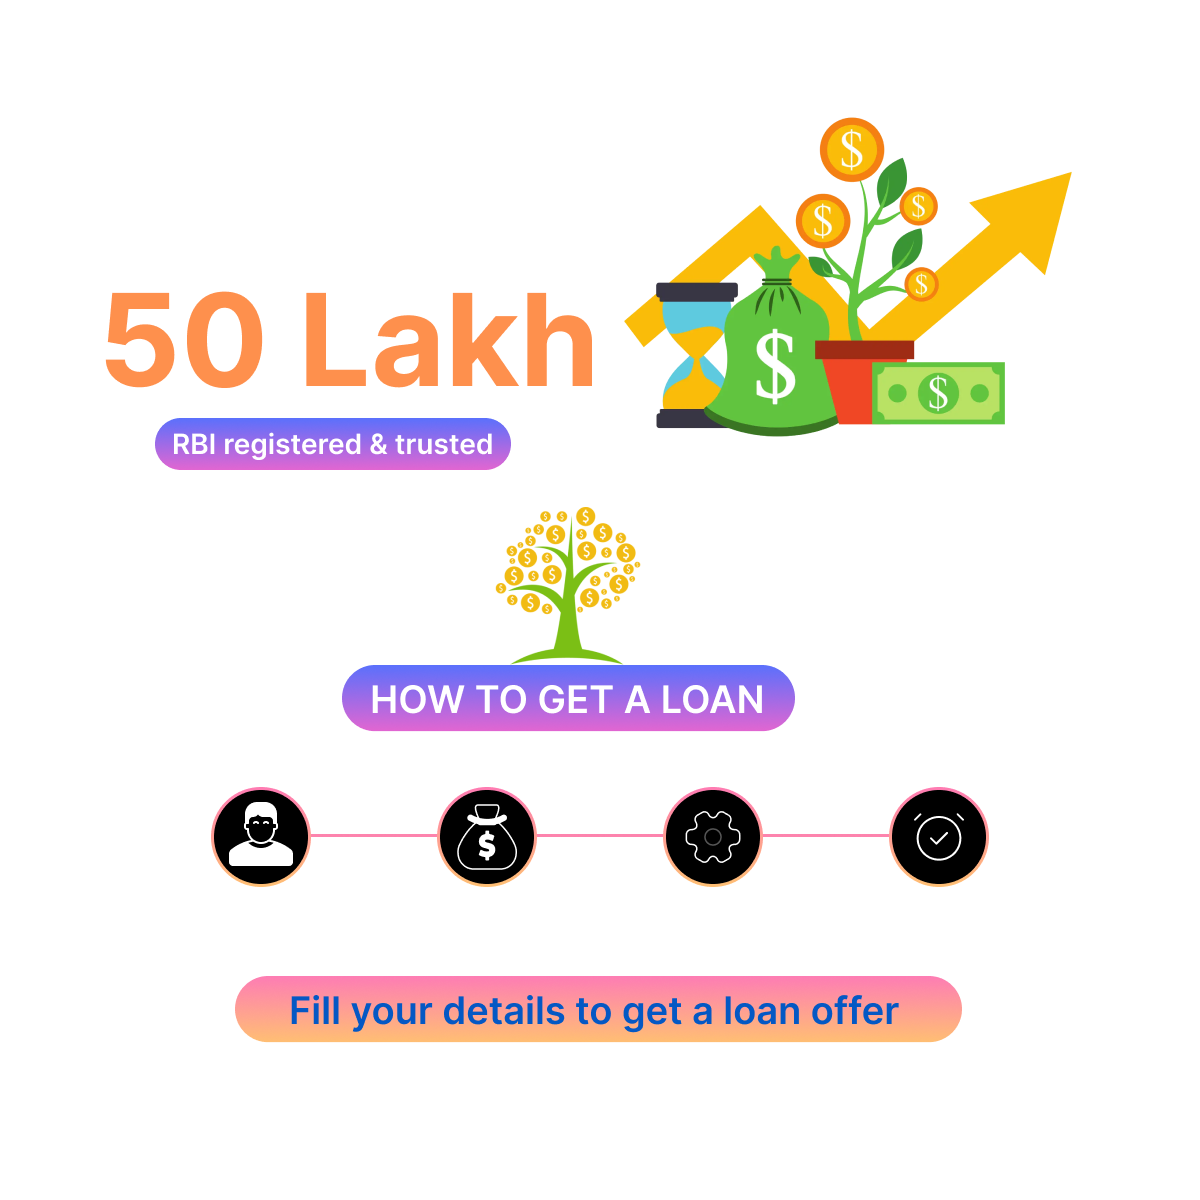 50 Lakh
RBI registered & trusted
HOW TO GET A LOAN
Fill your details to get a loan offer